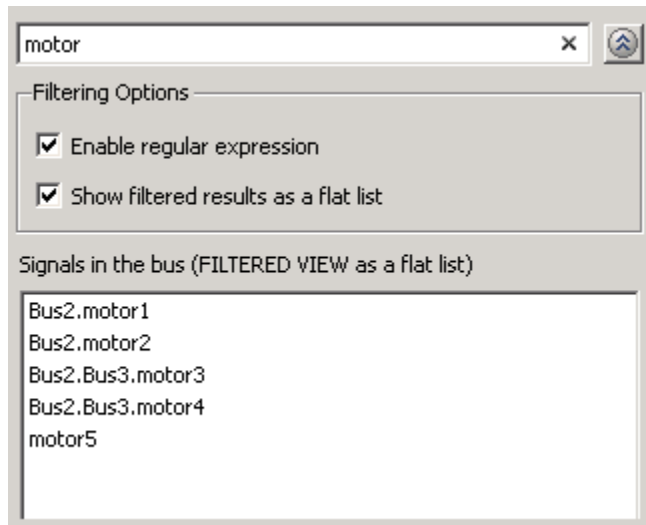 motor
Filtering Options
Enable regular expression
Show filtered results as a flat list
Signals in the bus (FILTERED VIEW as a flat list)
Bus2.motor1
Bus2.motor2
Bus2.Bus3.motor3
Bus2.Bus3.motor4
motor5